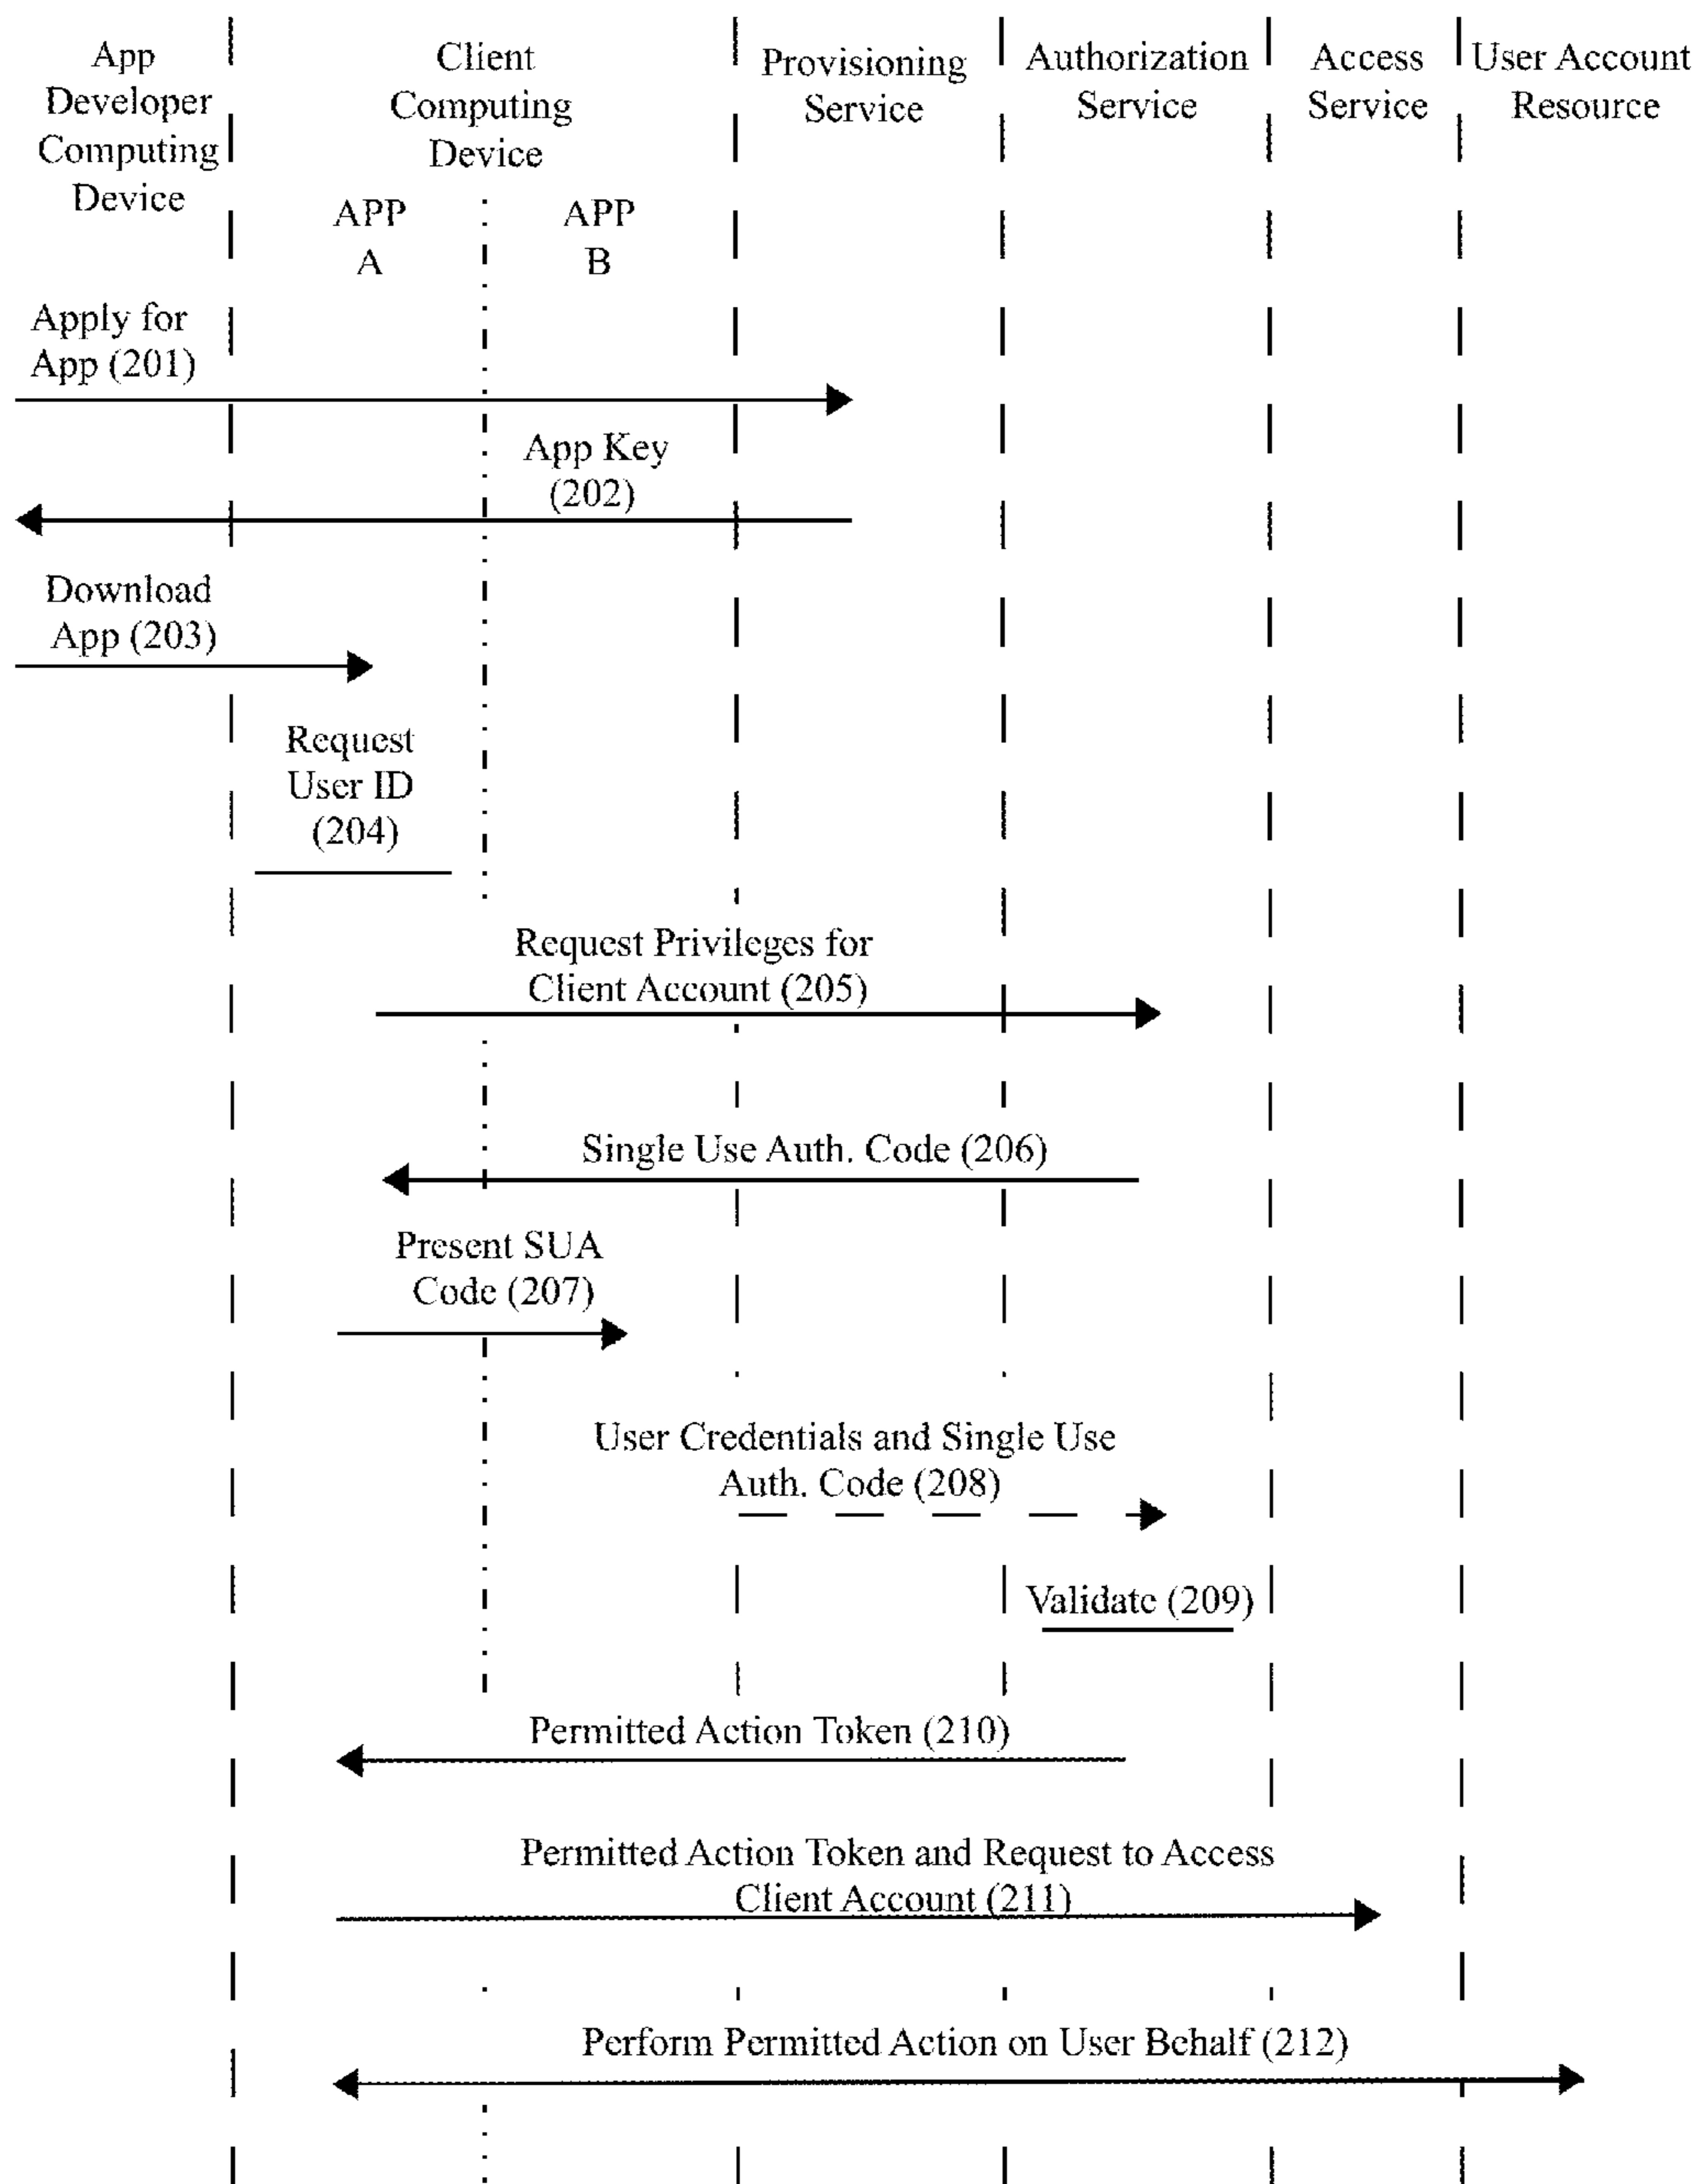 App
Developer
Computing
Device
Client
Computing
Device
Provisioning
Service
Authorization
Service
Access
Service
User Account
Resource
APP
A
APP
B
Apply for
App (201)
App Key
(202)
Download
App (203)
Request
User ID
(204)
Request Privileges for
Client Account (205)
Single Use Auth. Code (206)
Present SUA
Code (207)
User Credentials and Single Use
Auth. Code (208)
Validate (209)
Permitted Action Token (210)
Permitted Action Token and Request to Access
Client Account (211)
Perform Permitted Action on User Behalf (212)